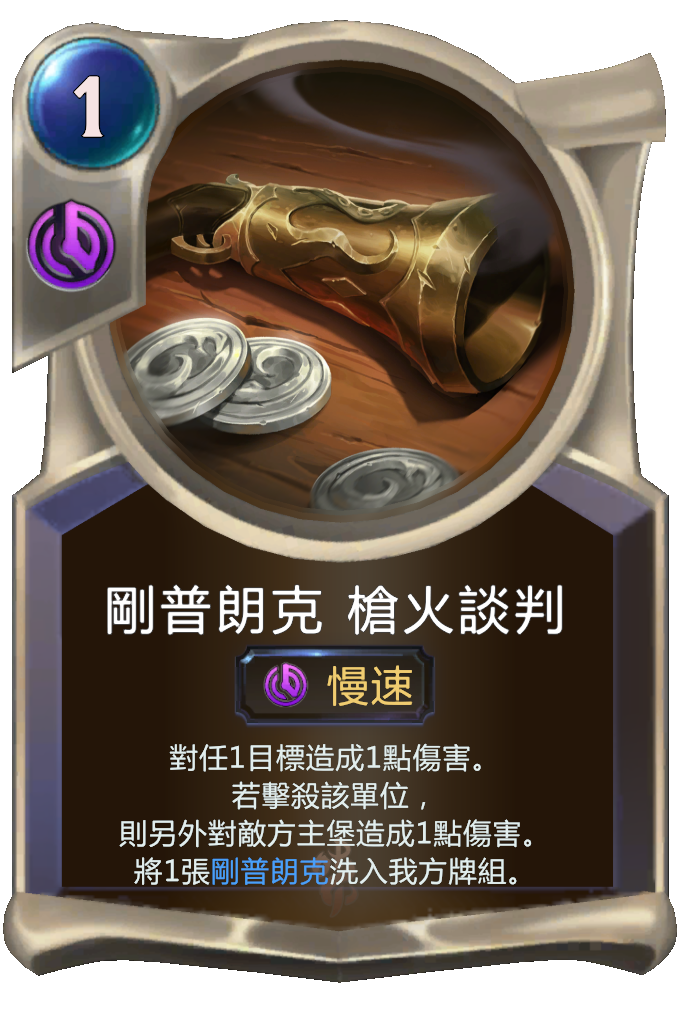 1
剛普朗克 槍火談判
慢速
對任1目標造成1點傷害。
若擊殺該單位，
則另外對敵方主堡造成1點傷害。
將1張剛普朗克洗入我方牌組。